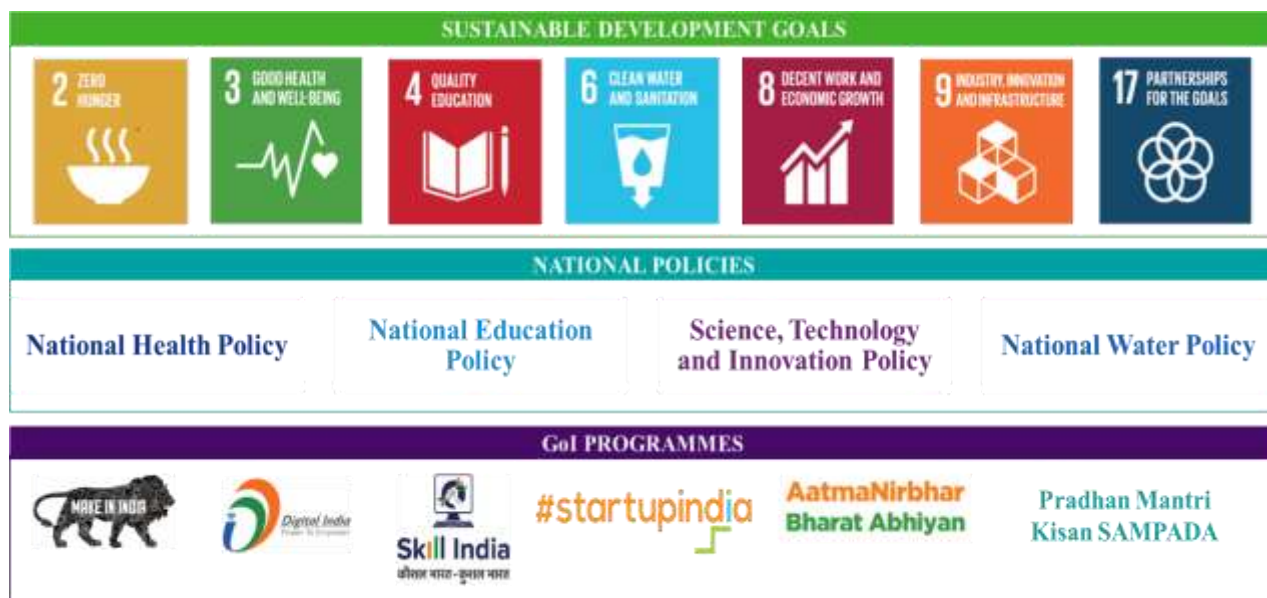 SUSTAINABLE DEVELOPMENT GOALS
2 ZERO
HUNGER
3 GOOD HEALTH
AND WELL-BEING
4 QUALITY
EDUCATION
6 CLEAN WATER
AND SANITATION
8 DECENT WORK AND
ECONOMIC GROWTH
9 INDUSTRY, INNOVATION
AND INFRASTRUCTURE
17 PARTNERSHIPS
FOR THE GOALS
NATIONAL POLICIES
National Health Policy
National Education
Policy
Science, Technology
and Innovation Policy
National Water Policy
GoI PROGRAMMES
MAKE IN INDIA
Digital India
Power To Empower
Skill India
कौशल भारत-कुशल भारत
#startupindia
AatmaNirbhar
Bharat Abhiyan
Pradhan Mantri
Kisan SAMPADA